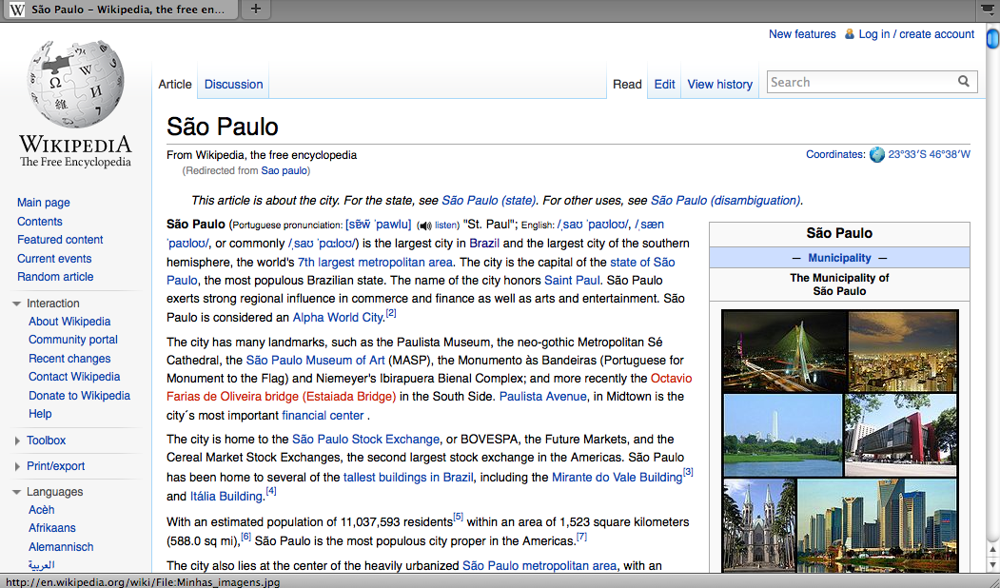 São Paulo – Wikipedia, the free en...
New features Log in / create account
Article Discussion Read Edit View history Search
WIKIPEDIA
The Free Encyclopedia
Main page
Contents
Featured content
Current events
Random article
Interaction
About Wikipedia
Community portal
Recent changes
Contact Wikipedia
Donate to Wikipedia
Help
Toolbox
Print/export
Languages
Acèh
Afrikaans
Alemannisch
العربية
São Paulo
From Wikipedia, the free encyclopedia
(Redirected from Sao paulo)
Coordinates: 23°33′S 46°38′W
This article is about the city. For the state, see São Paulo (state). For other uses, see São Paulo (disambiguation).
São Paulo (Portuguese pronunciation: [sɐ̃w̃ ˈpawlu] (listen) "St. Paul"; English: /ˌsaʊ ˈpaʊloʊ/, /ˌsæn
ˈpaʊloʊ/, or commonly /ˌsaʊ ˈpɑːloʊ/) is the largest city in Brazil and the largest city of the southern
hemisphere, the world's 7th largest metropolitan area. The city is the capital of the state of São
Paulo, the most populous Brazilian state. The name of the city honors Saint Paul. São Paulo
exerts strong regional influence in commerce and finance as well as arts and entertainment. São
Paulo is considered an Alpha World City.[2]
The city has many landmarks, such as the Paulista Museum, the neo-gothic Metropolitan Sé
Cathedral, the São Paulo Museum of Art (MASP), the Monumento às Bandeiras (Portuguese for
Monument to the Flag) and Niemeyer's Ibirapuera Bienal Complex; and more recently the Octavio
Farias de Oliveira bridge (Estaiada Bridge) in the South Side. Paulista Avenue, in Midtown is the
city´s most important financial center .
The city is home to the São Paulo Stock Exchange, or BOVESPA, the Future Markets, and the
Cereal Market Stock Exchanges, the second largest stock exchange in the Americas. São Paulo
has been home to several of the tallest buildings in Brazil, including the Mirante do Vale Building[3]
and Itália Building.[4]
With an estimated population of 11,037,593 residents[5] within an area of 1,523 square kilometers
(588.0 sq mi),[6] São Paulo is the most populous city proper in the Americas.[7]
The city also lies at the center of the heavily urbanized São Paulo metropolitan area, with an
São Paulo
— Municipality —
The Municipality of
São Paulo
http://en.wikipedia.org/wiki/File:Minhas_imagens.jpg